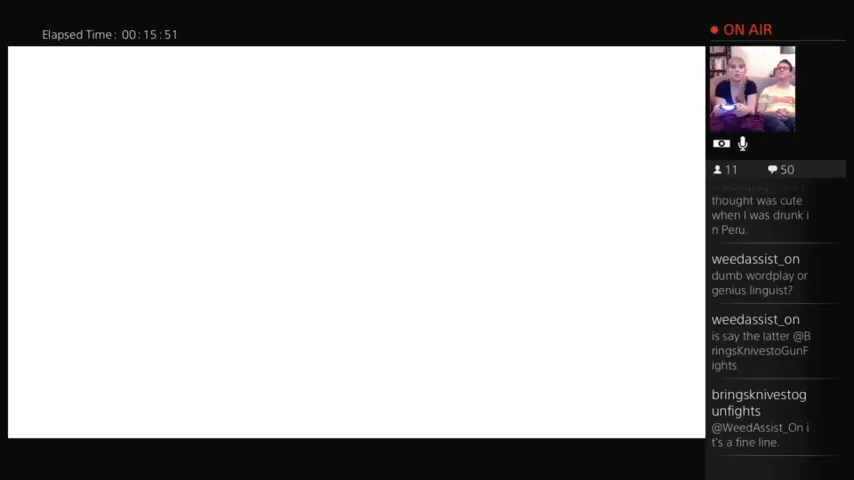 Elapsed Time: 00:15:51
ON AIR
11
50
thought was cute
when I was drunk i
n Peru.
weedassist_on
dumb wordplay or
genius linguist?
weedassist_on
is say the latter @B
ringsKnivestoGunF
ights
bringsknivestog
unfights
@WeedAssist_On i
t's a fine line.